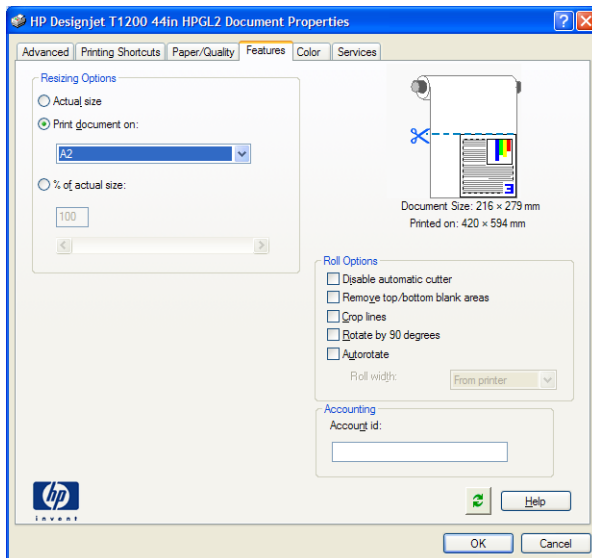 HP Designjet T1200 44in HPGL2 Document Properties
Advanced Printing Shortcuts Paper/Quality Features Color Services
Resizing Options
Actual size
Print document on:
A2
% of actual size:
100
Document Size: 216 × 279 mm
Printed on: 420 × 594 mm
Roll Options
Disable automatic cutter
Remove top/bottom blank areas
Crop lines
Rotate by 90 degrees
Autorotate
Roll width: From printer
Accounting
Account id:
hp
invent
Help
OK Cancel